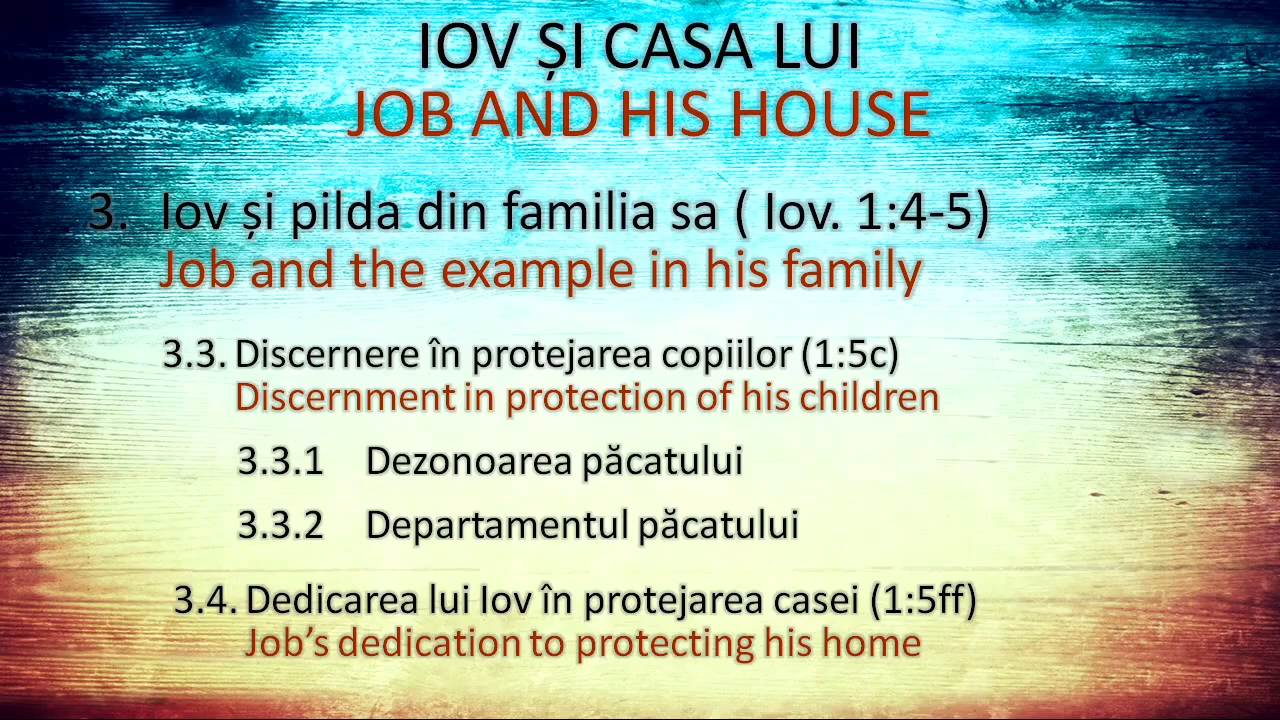 IOV ȘI CASA LUI
JOB AND HIS HOUSE
3. Iov și pilda din familia sa ( Iov. 1:4-5)
Job and the example in his family
3.3. Discernere în protejarea copiilor (1:5c)
Discernment in protection of his children
3.3.1 Dezonoarea păcatului
3.3.2 Departamentul păcatului
3.4. Dedicarea lui Iov în protejarea casei (1:5ff)
Job's dedication to protecting his home